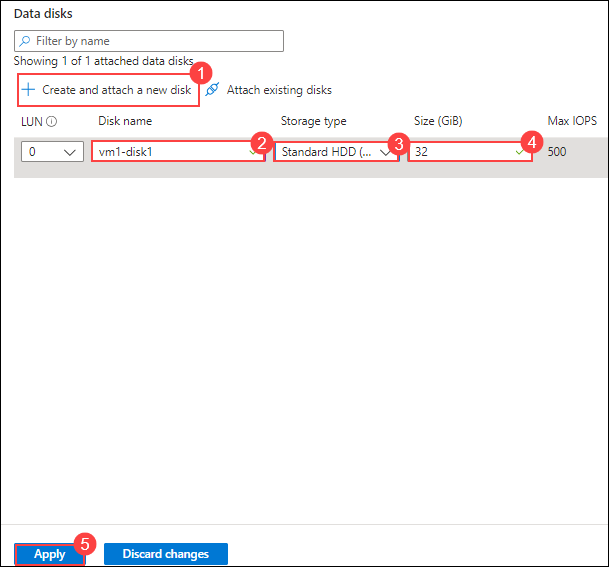 Data disks
Filter by name
Showing 1 of 1 attached data disks
1
+ Create and attach a new disk Attach existing disks
LUN Disk name Storage type Size (GiB) Max IOPS
0 vm1-disk1 2 Standard HDD (... 3 32 4 500
Apply 5 Discard changes